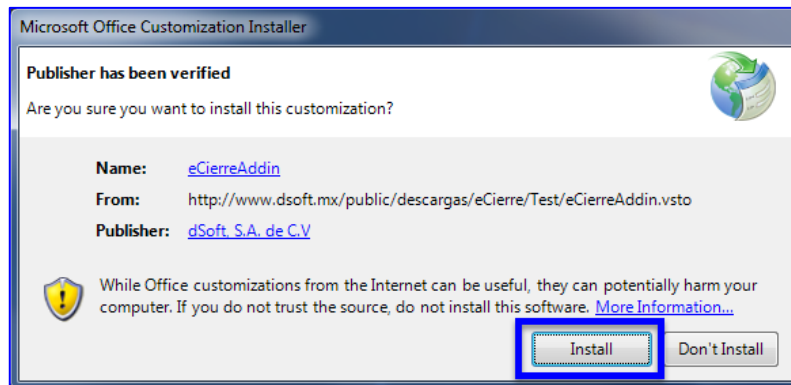 Microsoft Office Customization Installer
Publisher has been verified
Are you sure you want to install this customization?
Name: eCierreAddin
From: http://www.dsoft.mx/public/descargas/eCierre/Test/eCierreAddin.vsto
Publisher: dSoft, S.A. de C.V
While Office customizations from the Internet can be useful, they can potentially harm your
computer. If you do not trust the source, do not install this software. More Information...
Install Don't Install